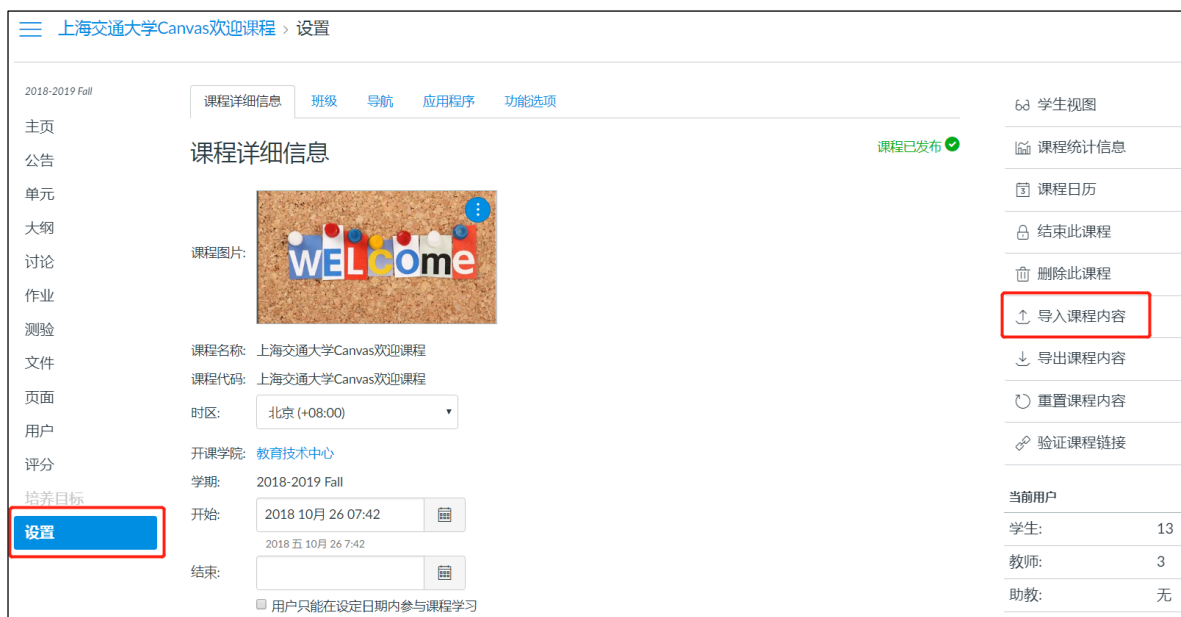 上海交通大学Canvas欢迎课程 › 设置
2018-2019 Fall
主页
公告
单元
大纲
讨论
作业
测验
文件
页面
用户
评分
培养目标
设置
课程详细信息 班级 导航 应用程序 功能选项
课程详细信息
课程已发布
课程图片:
WELCOme
课程名称: 上海交通大学Canvas欢迎课程
课程代码: 上海交通大学Canvas欢迎课程
时区: 北京 (+08:00)
开课学院: 教育技术中心
学期: 2018-2019 Fall
开始: 2018 10月 26 07:42
2018 五 10月 26 7:42
结束:
用户只能在设定日期内参与课程学习
学生视图
课程统计信息
课程日历
结束此课程
删除此课程
导入课程内容
导出课程内容
重置课程内容
验证课程链接
当前用户
学生: 13
教师: 3
助教: 无